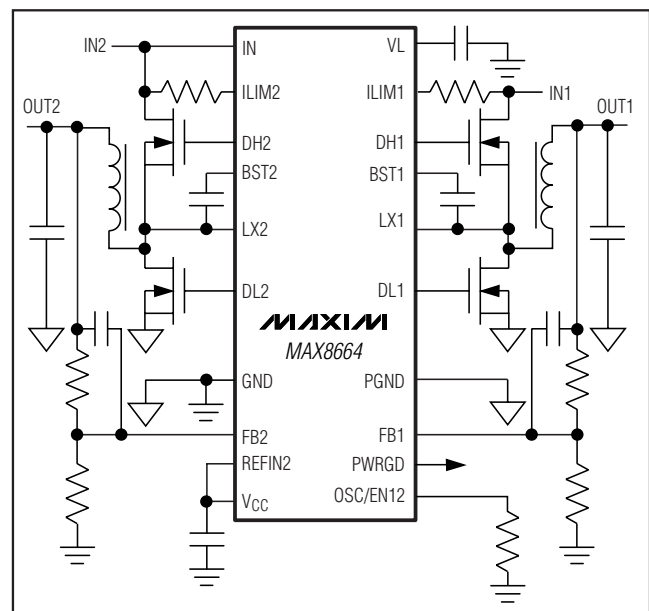 IN2
IN
VL
ILIM2
ILIM1
IN1
OUT2
OUT1
DH2
DH1
BST2
BST1
LX2
LX1
DL2
DL1
MAXIM
MAX8664
GND
PGND
FB2
FB1
REFIN2
PWRGD
VCC
OSC/EN12